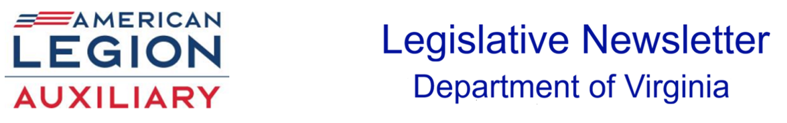 AMERICAN
LEGION
AUXILIARY
Legislative Newsletter
Department of Virginia